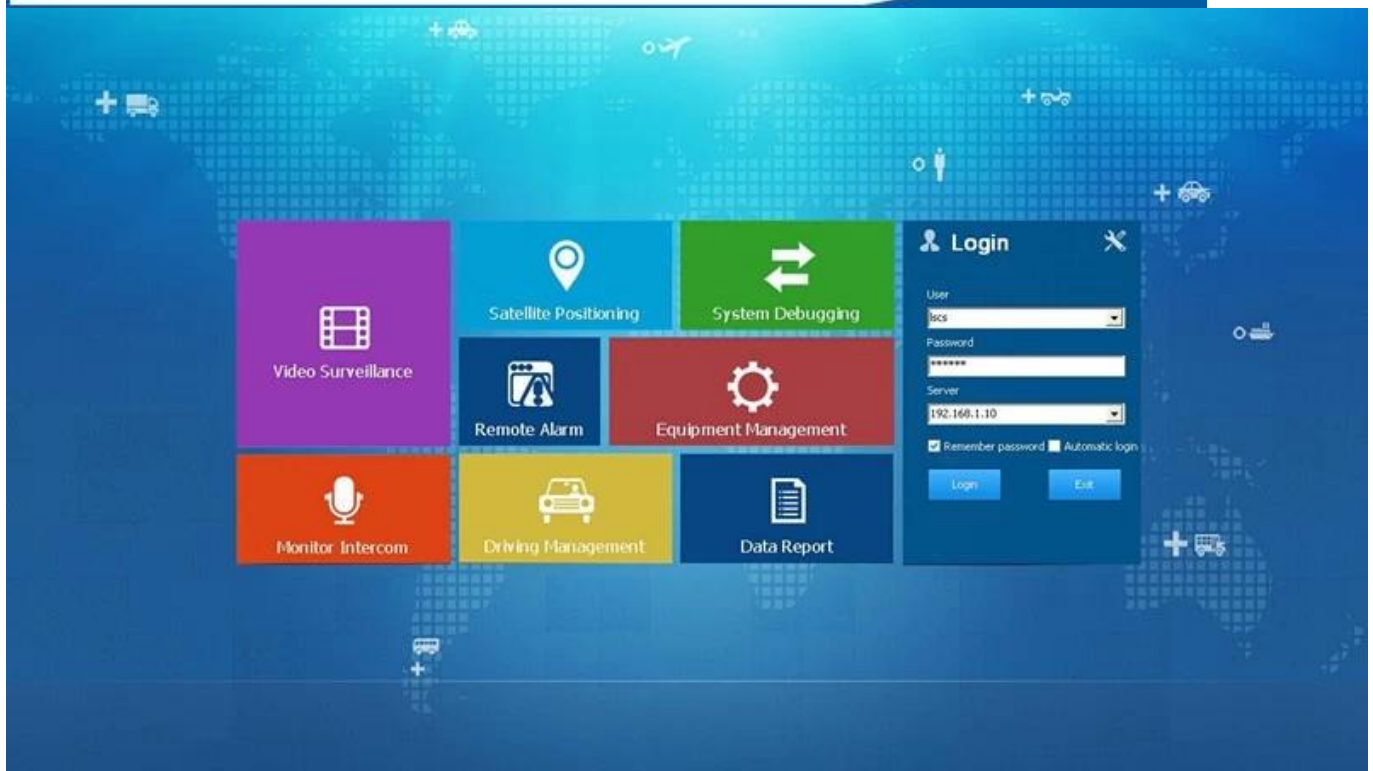 Video Surveillance
Satellite Positioning
System Debugging
Remote Alarm
Equipment Management
Monitor Intercom
Driving Management
Data Report
Login
User
lscs
Password
******
Server
192.168.1.10
Remember password Automatic login
Login Exit